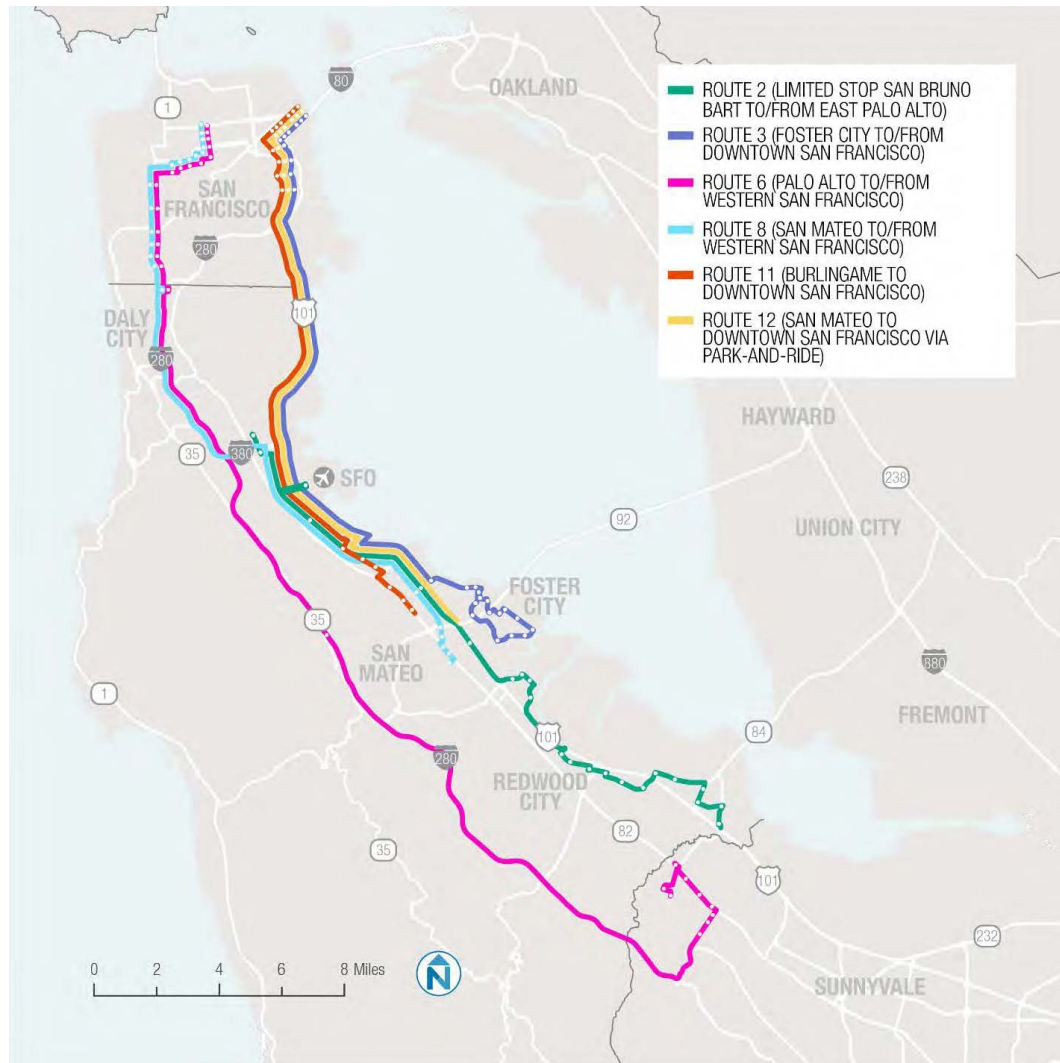 80
OAKLAND
1
ROUTE 2 (LIMITED STOP SAN BRUNO
BART TO/FROM EAST PALO ALTO)
ROUTE 3 (FOSTER CITY TO/FROM
DOWNTOWN SAN FRANCISCO)
ROUTE 6 (PALO ALTO TO/FROM
WESTERN SAN FRANCISCO)
ROUTE 8 (SAN MATEO TO/FROM
WESTERN SAN FRANCISCO)
ROUTE 11 (BURLINGAME TO
DOWNTOWN SAN FRANCISCO)
ROUTE 12 (SAN MATEO TO
DOWNTOWN SAN FRANCISCO VIA
PARK-AND-RIDE)
SAN
FRANCISCO
280
101
DALY
CITY
280
HAYWARD
35
380
SFO
238
92
UNION CITY
FOSTER
CITY
35
SAN
MATEO
880
1
FREMONT
101
84
280
REDWOOD
CITY
82
35
101
232
0 2 4 6 8 Miles
N
SUNNYVALE